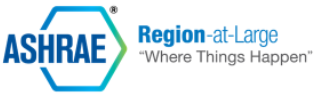 ASHRAE®
Region-at-Large
"Where Things Happen"